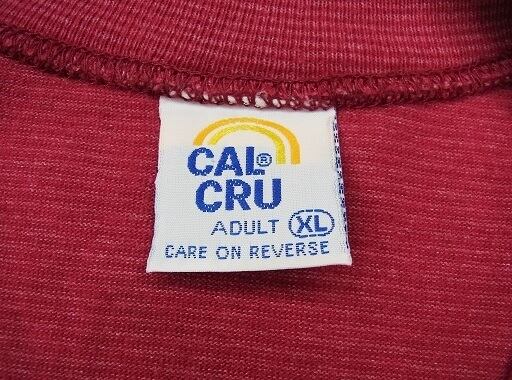 CAL®
CRU
ADULT XL
CARE ON REVERSE